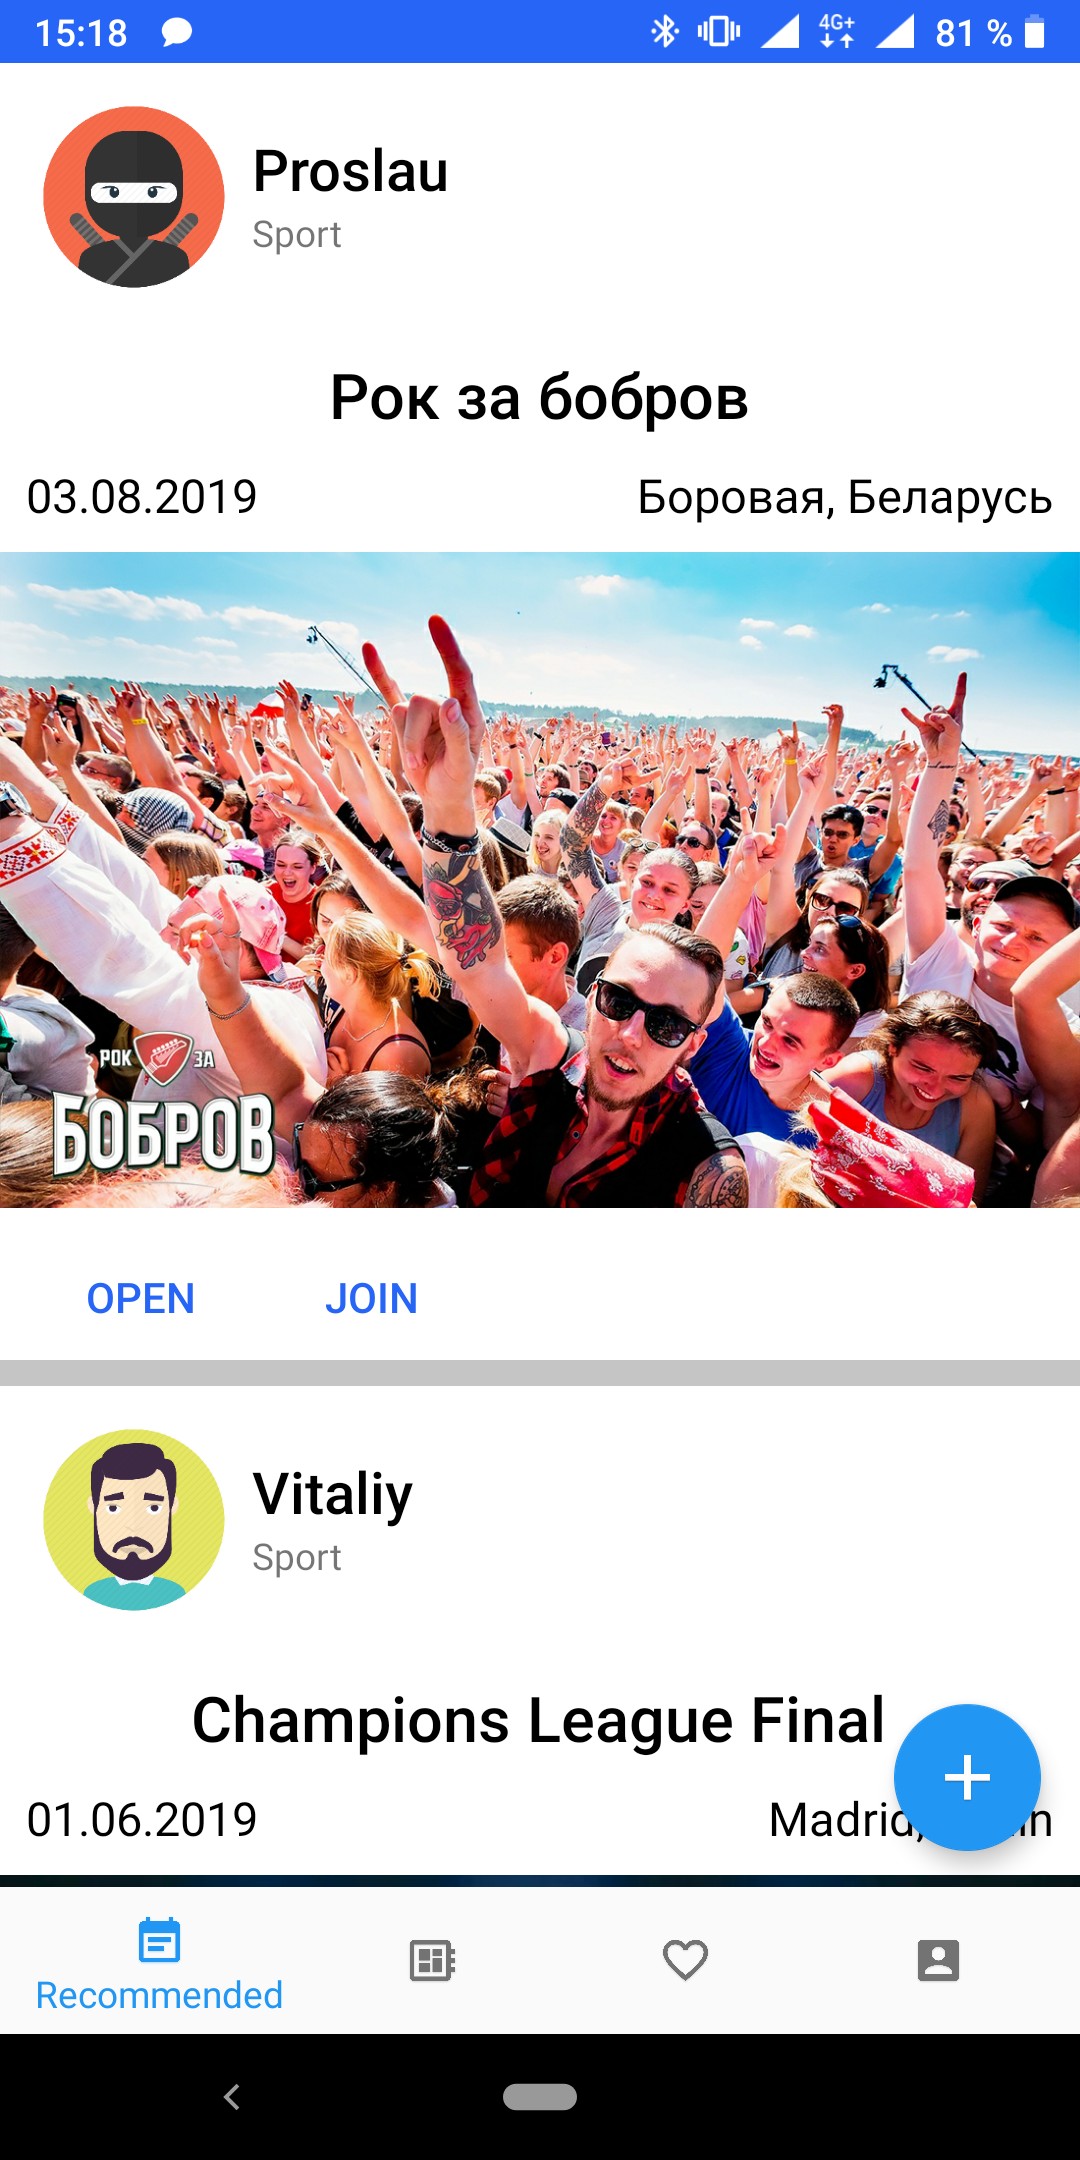 15:18
4G+
81 %
Proslau
Sport
Рок за бобров
03.08.2019
Боровая, Беларусь
РОК ЗА
БОБРОВ
OPEN
JOIN
Vitaliy
Sport
Champions League Final
01.06.2019
Madrid,
Recommended